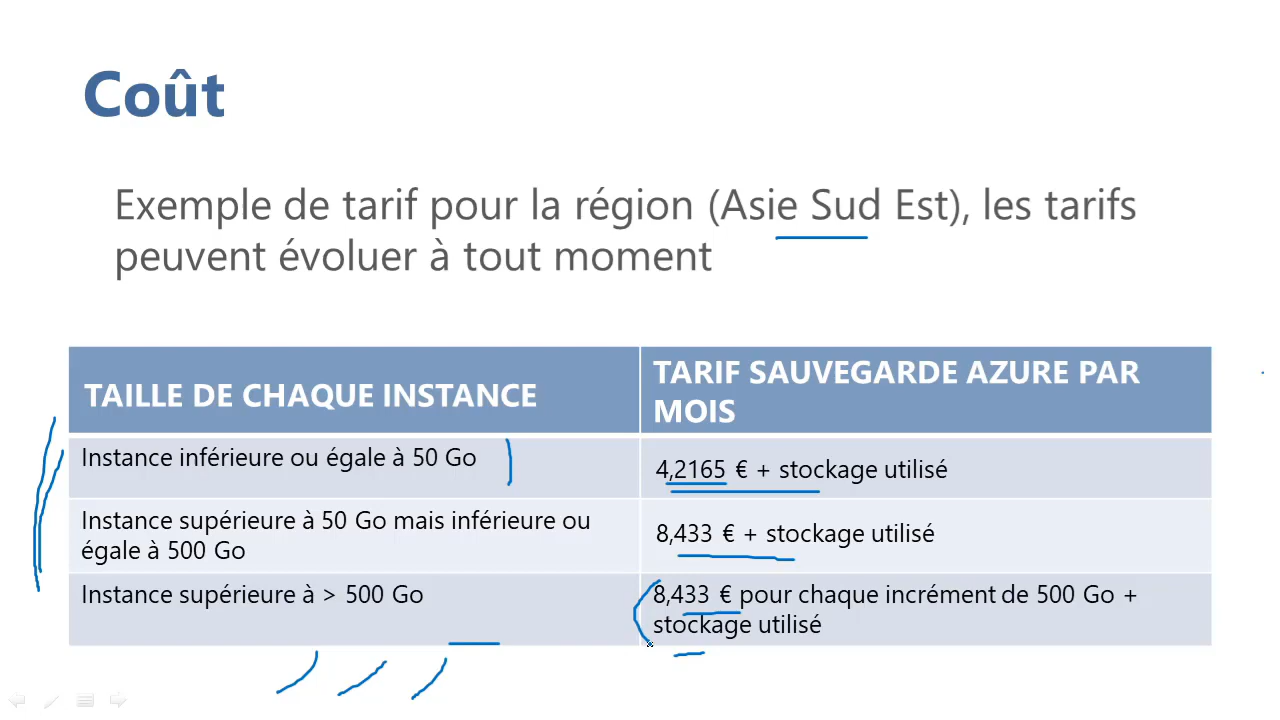 Coût
Exemple de tarif pour la région (Asie Sud Est), les tarifs
peuvent évoluer à tout moment
TAILLE DE CHAQUE INSTANCE
TARIF SAUVEGARDE AZURE PAR
MOIS
Instance inférieure ou égale à 50 Go
4,2165 € + stockage utilisé
Instance supérieure à 50 Go mais inférieure ou
égale à 500 Go
8,433 € + stockage utilisé
Instance supérieure à > 500 Go
8,433 € pour chaque incrément de 500 Go +
stockage utilisé